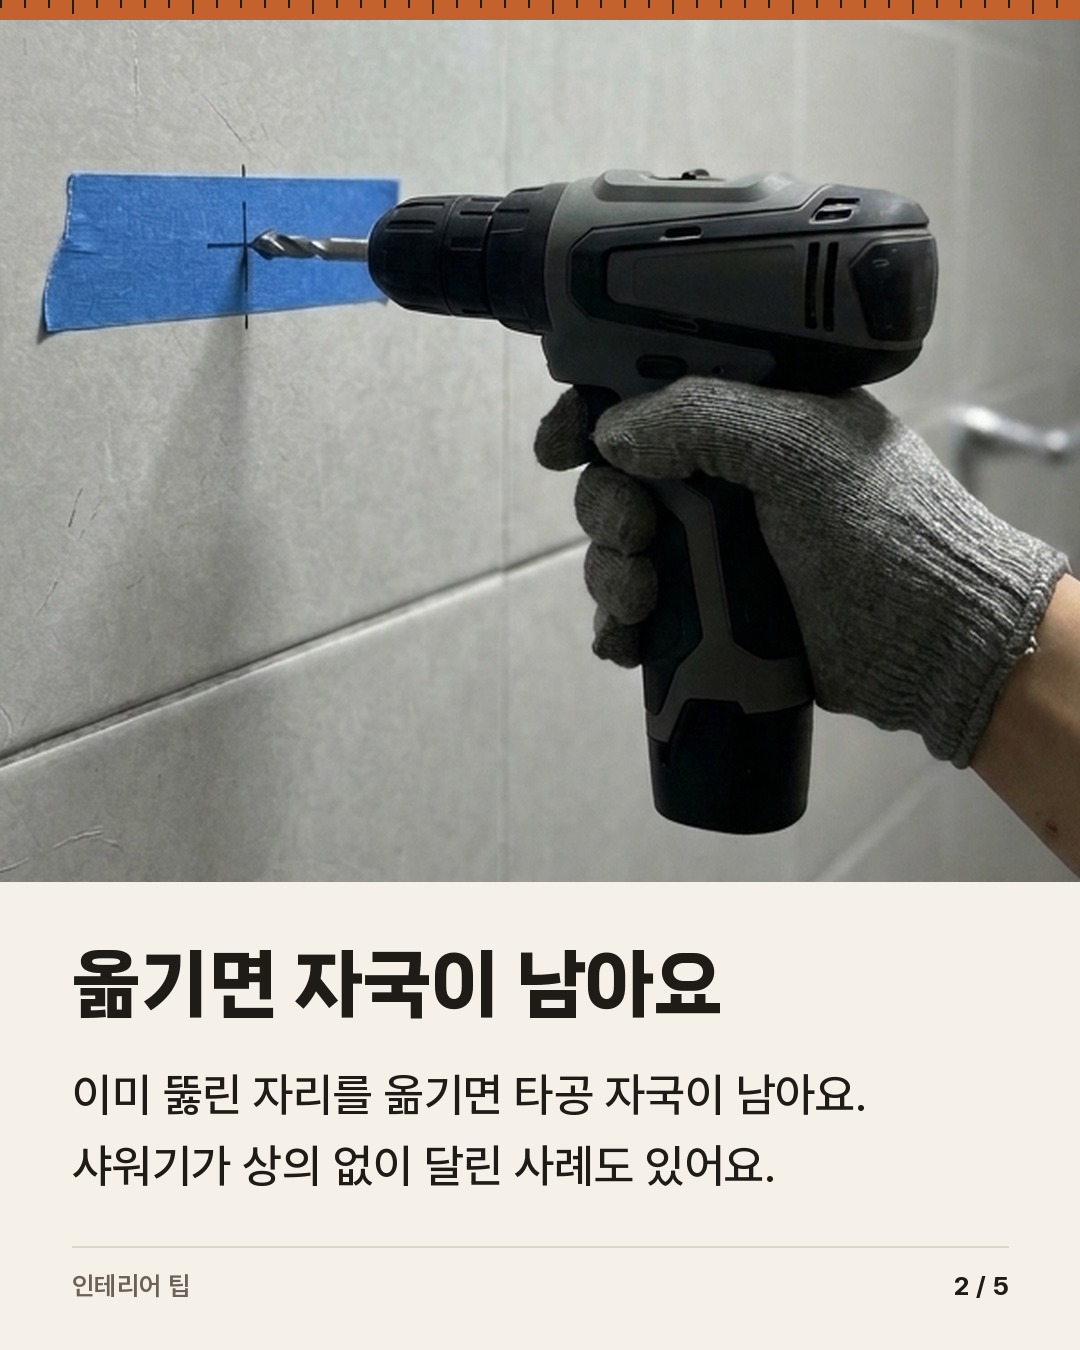 옮기면 자국이 남아요
이미 뚫린 자리를 옮기면 타공 자국이 남아요.
샤워기가 상의 없이 달린 사례도 있어요.
인테리어 팁
2 / 5